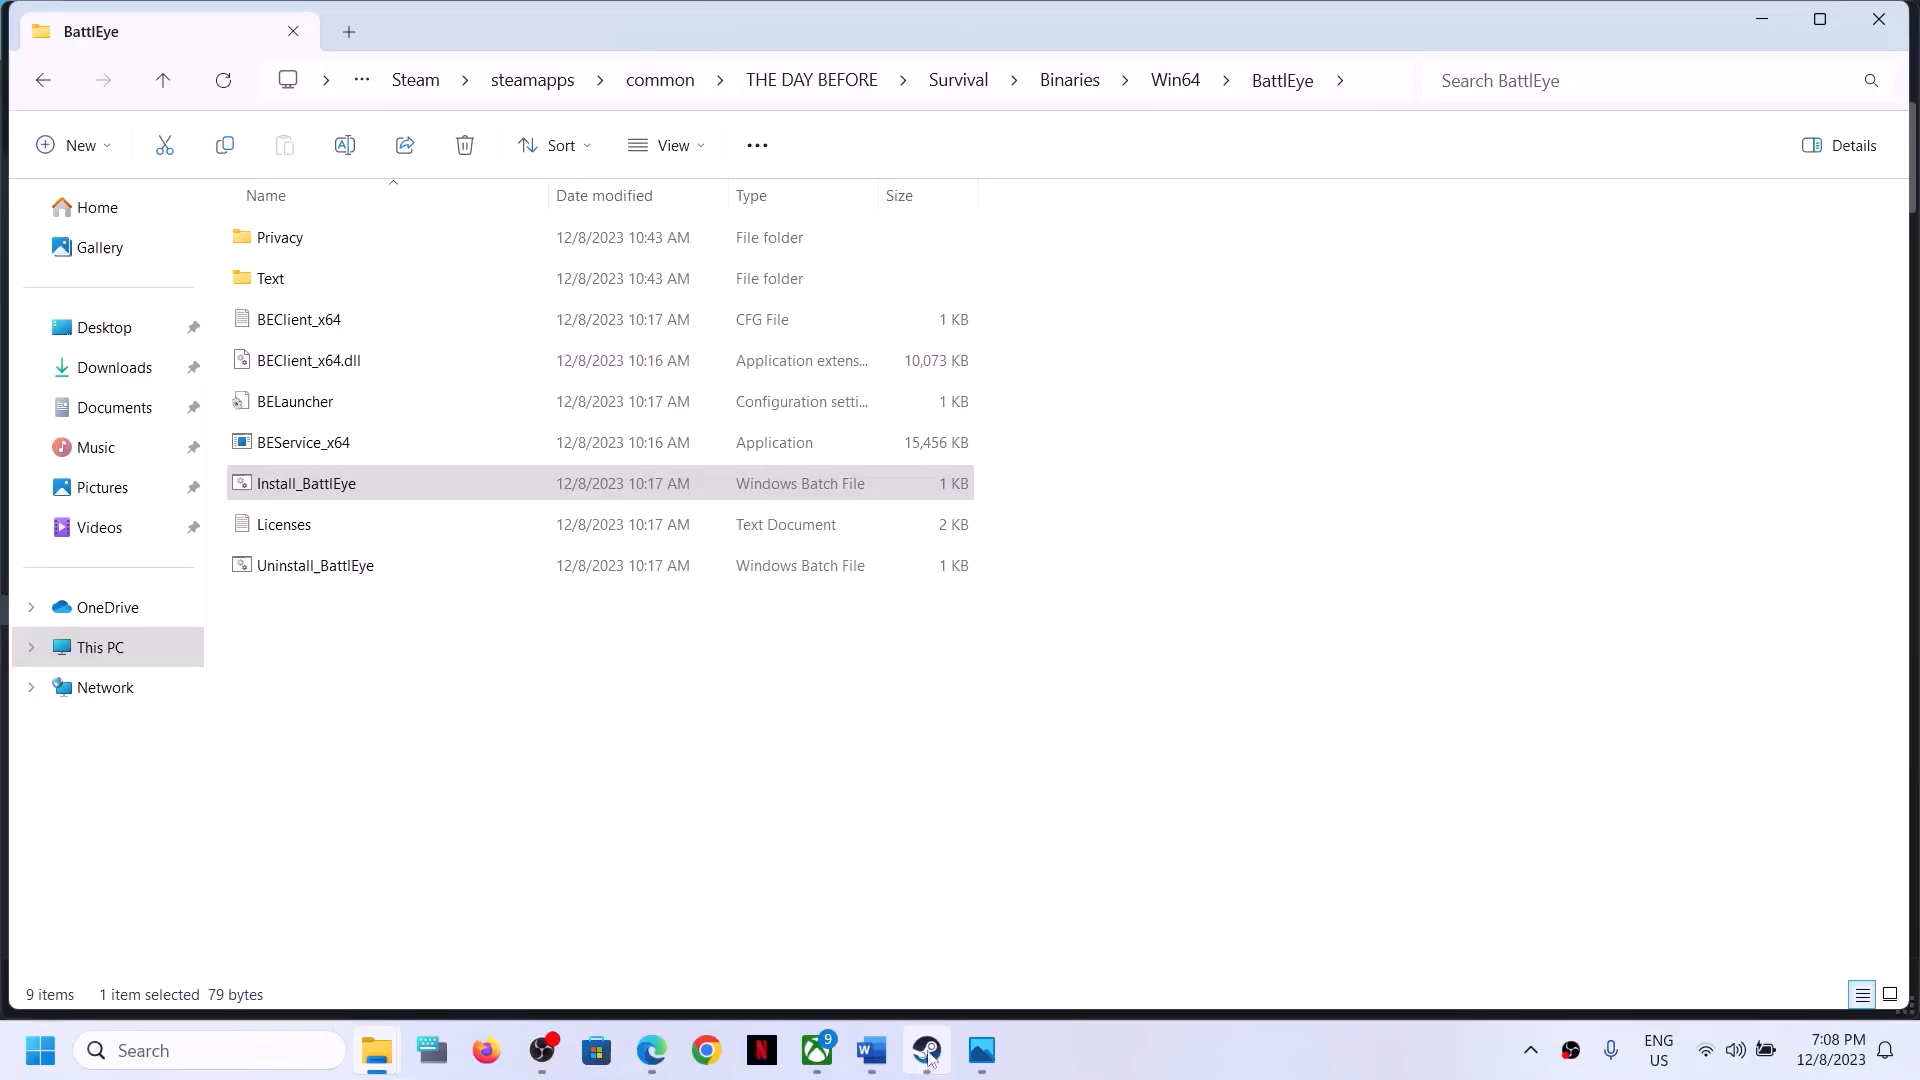 BattlEye
Steam > steamapps > common > THE DAY BEFORE > Survival > Binaries > Win64 > BattlEye >
Search BattlEye
New
Sort
View
Details
Name Date modified Type Size
Privacy 12/8/2023 10:43 AM File folder
Text 12/8/2023 10:43 AM File folder
BEClient_x64 12/8/2023 10:17 AM CFG File 1 KB
BEClient_x64.dll 12/8/2023 10:16 AM Application extens... 10,073 KB
BELauncher 12/8/2023 10:17 AM Configuration setti... 1 KB
BEService_x64 12/8/2023 10:16 AM Application 15,456 KB
Install_BattlEye 12/8/2023 10:17 AM Windows Batch File 1 KB
Licenses 12/8/2023 10:17 AM Text Document 2 KB
Uninstall_BattlEye 12/8/2023 10:17 AM Windows Batch File 1 KB
Home
Gallery
Desktop
Downloads
Documents
Music
Pictures
Videos
OneDrive
This PC
Network
9 items 1 item selected 79 bytes
Search
9
ENG
US
7:08 PM
12/8/2023